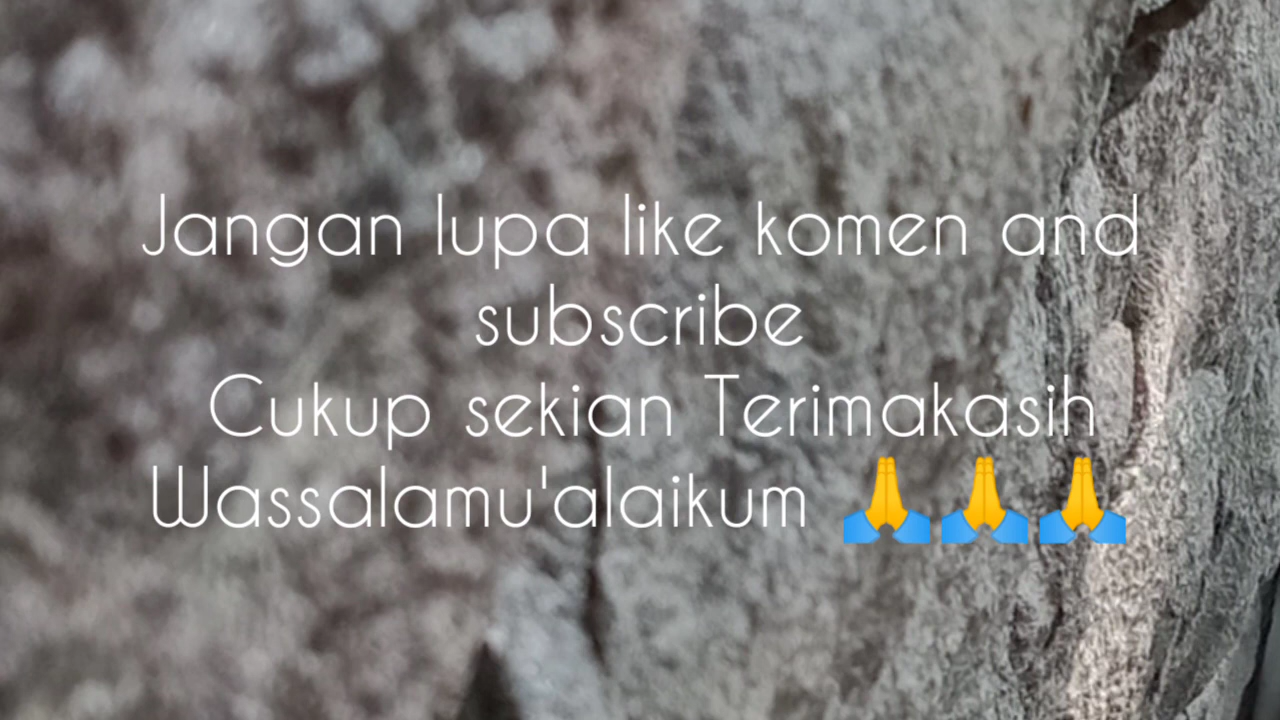 Jangan lupa like komen and
subscribe
Cukup sekian Terimakasih
Wassalamu'alaikum 🙏🙏🙏